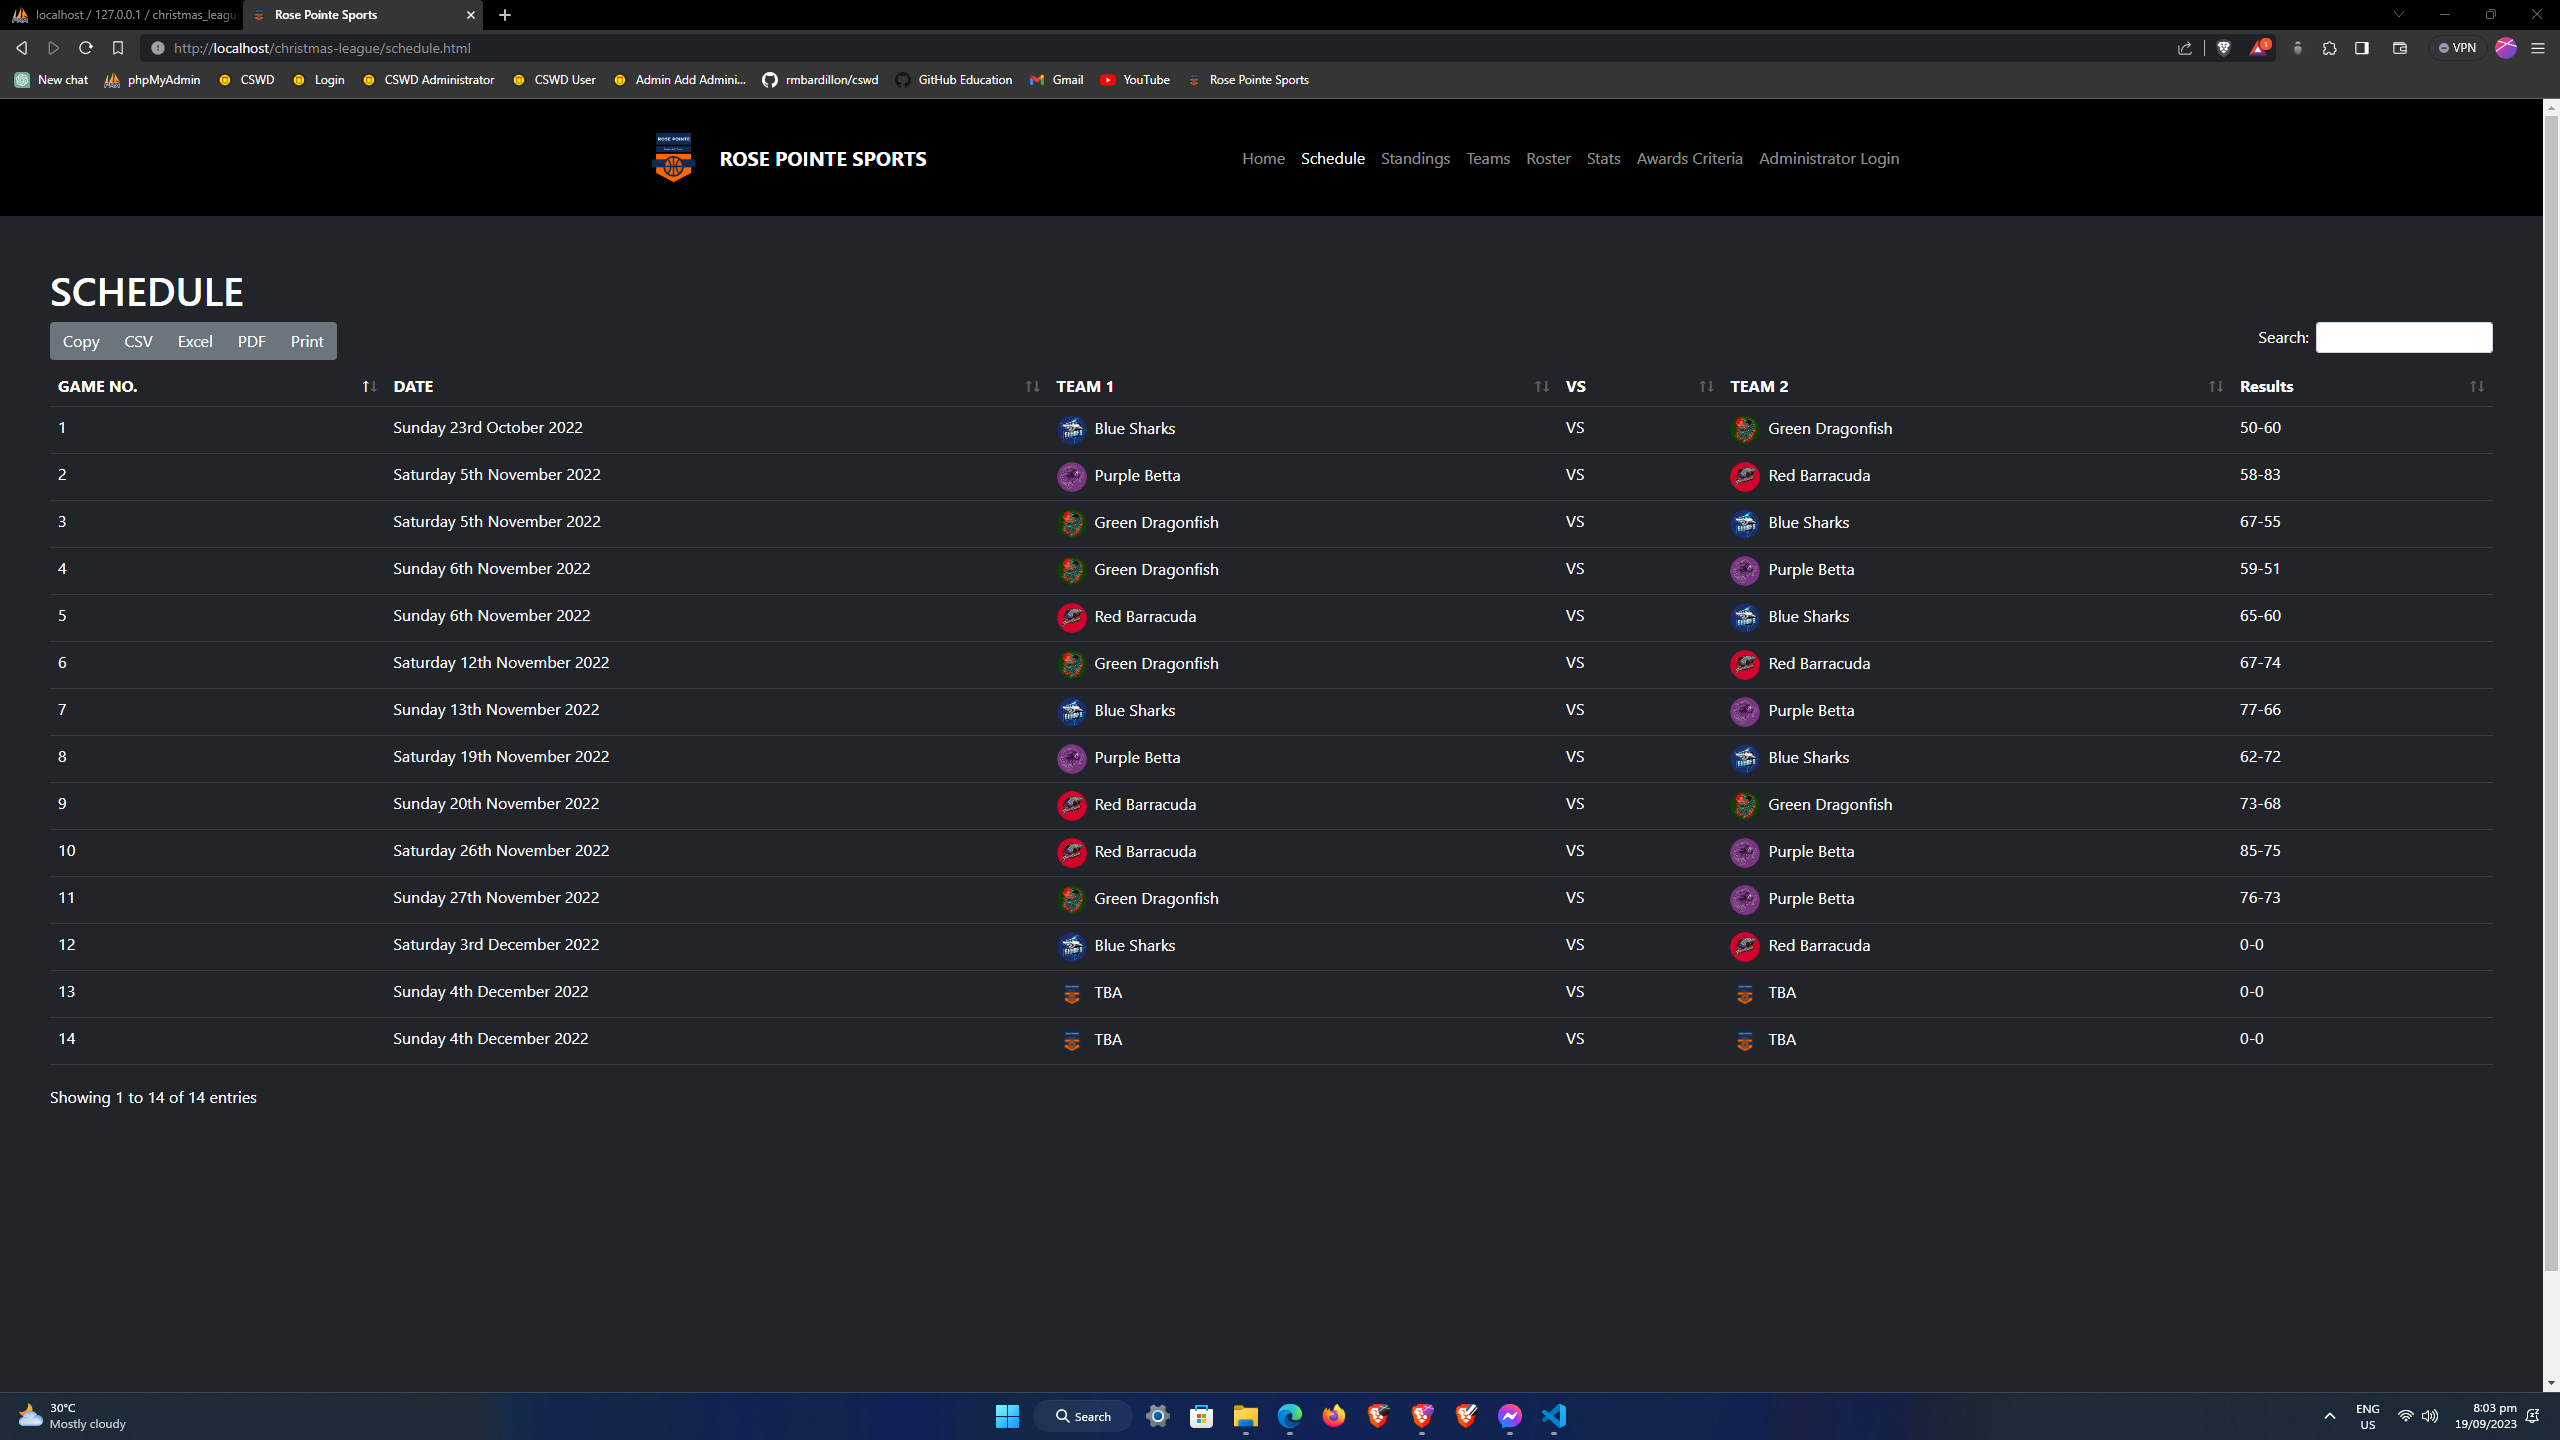 localhost / 127.0.0.1 / christmas_leagu
Rose Pointe Sports
http://localhost/christmas-league/schedule.html
1
VPN
New chat
phpMyAdmin
CSWD
Login
CSWD Administrator
CSWD User
Admin Add Admini...
rmbardillon/cswd
GitHub Education
Gmail
YouTube
Rose Pointe Sports
ROSE POINTE
ROSE POINTE SPORTS
Home Schedule Standings Teams Roster Stats Awards Criteria Administrator Login
SCHEDULE
Copy CSV Excel PDF Print
Search:
GAME NO. DATE TEAM 1 VS TEAM 2 Results
1 Sunday 23rd October 2022 Blue Sharks VS Green Dragonfish 50-60
2 Saturday 5th November 2022 Purple Betta VS Red Barracuda 58-83
3 Saturday 5th November 2022 Green Dragonfish VS Blue Sharks 67-55
4 Sunday 6th November 2022 Green Dragonfish VS Purple Betta 59-51
5 Sunday 6th November 2022 Red Barracuda VS Blue Sharks 65-60
6 Saturday 12th November 2022 Green Dragonfish VS Red Barracuda 67-74
7 Sunday 13th November 2022 Blue Sharks VS Purple Betta 77-66
8 Saturday 19th November 2022 Purple Betta VS Blue Sharks 62-72
9 Sunday 20th November 2022 Red Barracuda VS Green Dragonfish 73-68
10 Saturday 26th November 2022 Red Barracuda VS Purple Betta 85-75
11 Sunday 27th November 2022 Green Dragonfish VS Purple Betta 76-73
12 Saturday 3rd December 2022 Blue Sharks VS Red Barracuda 0-0
13 Sunday 4th December 2022 TBA VS TBA 0-0
14 Sunday 4th December 2022 TBA VS TBA 0-0
Showing 1 to 14 of 14 entries
30°C
Mostly cloudy
Search
ENG
US
8:03 pm
19/09/2023